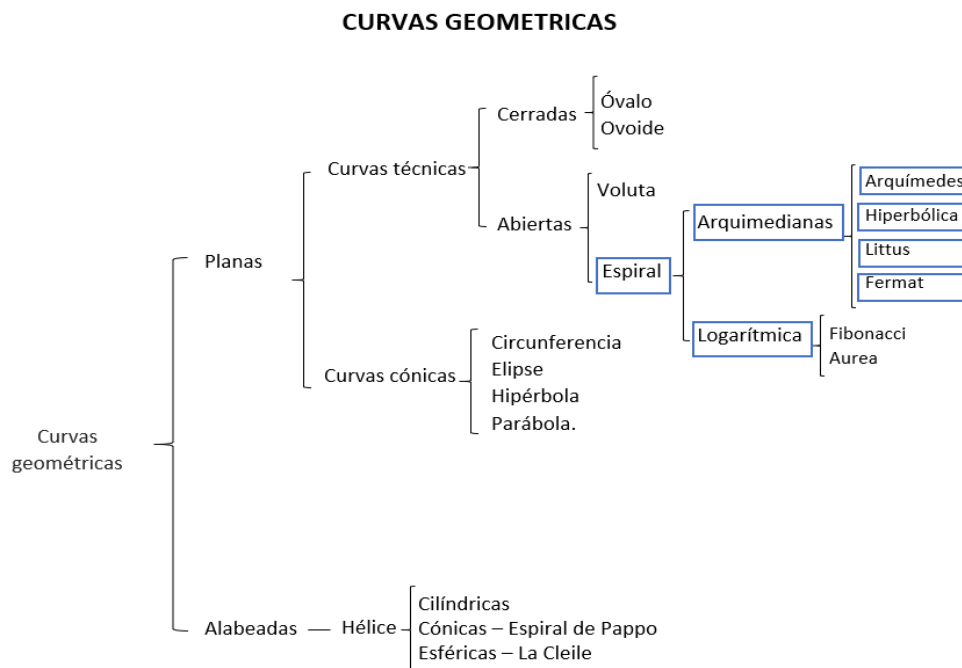 CURVAS GEOMETRICAS
Curvas
geométricas
Planas
Curvas técnicas
Cerradas
Óvalo
Ovoide
Abiertas
Voluta
Espiral
Arquimedianas
Arquímedes
Hiperbólica
Littus
Fermat
Logarítmica
Fibonacci
Aurea
Curvas cónicas
Circunferencia
Elipse
Hipérbola
Parábola.
Alabeadas
Hélice
Cilíndricas
Cónicas – Espiral de Pappo
Esféricas – La Cleile